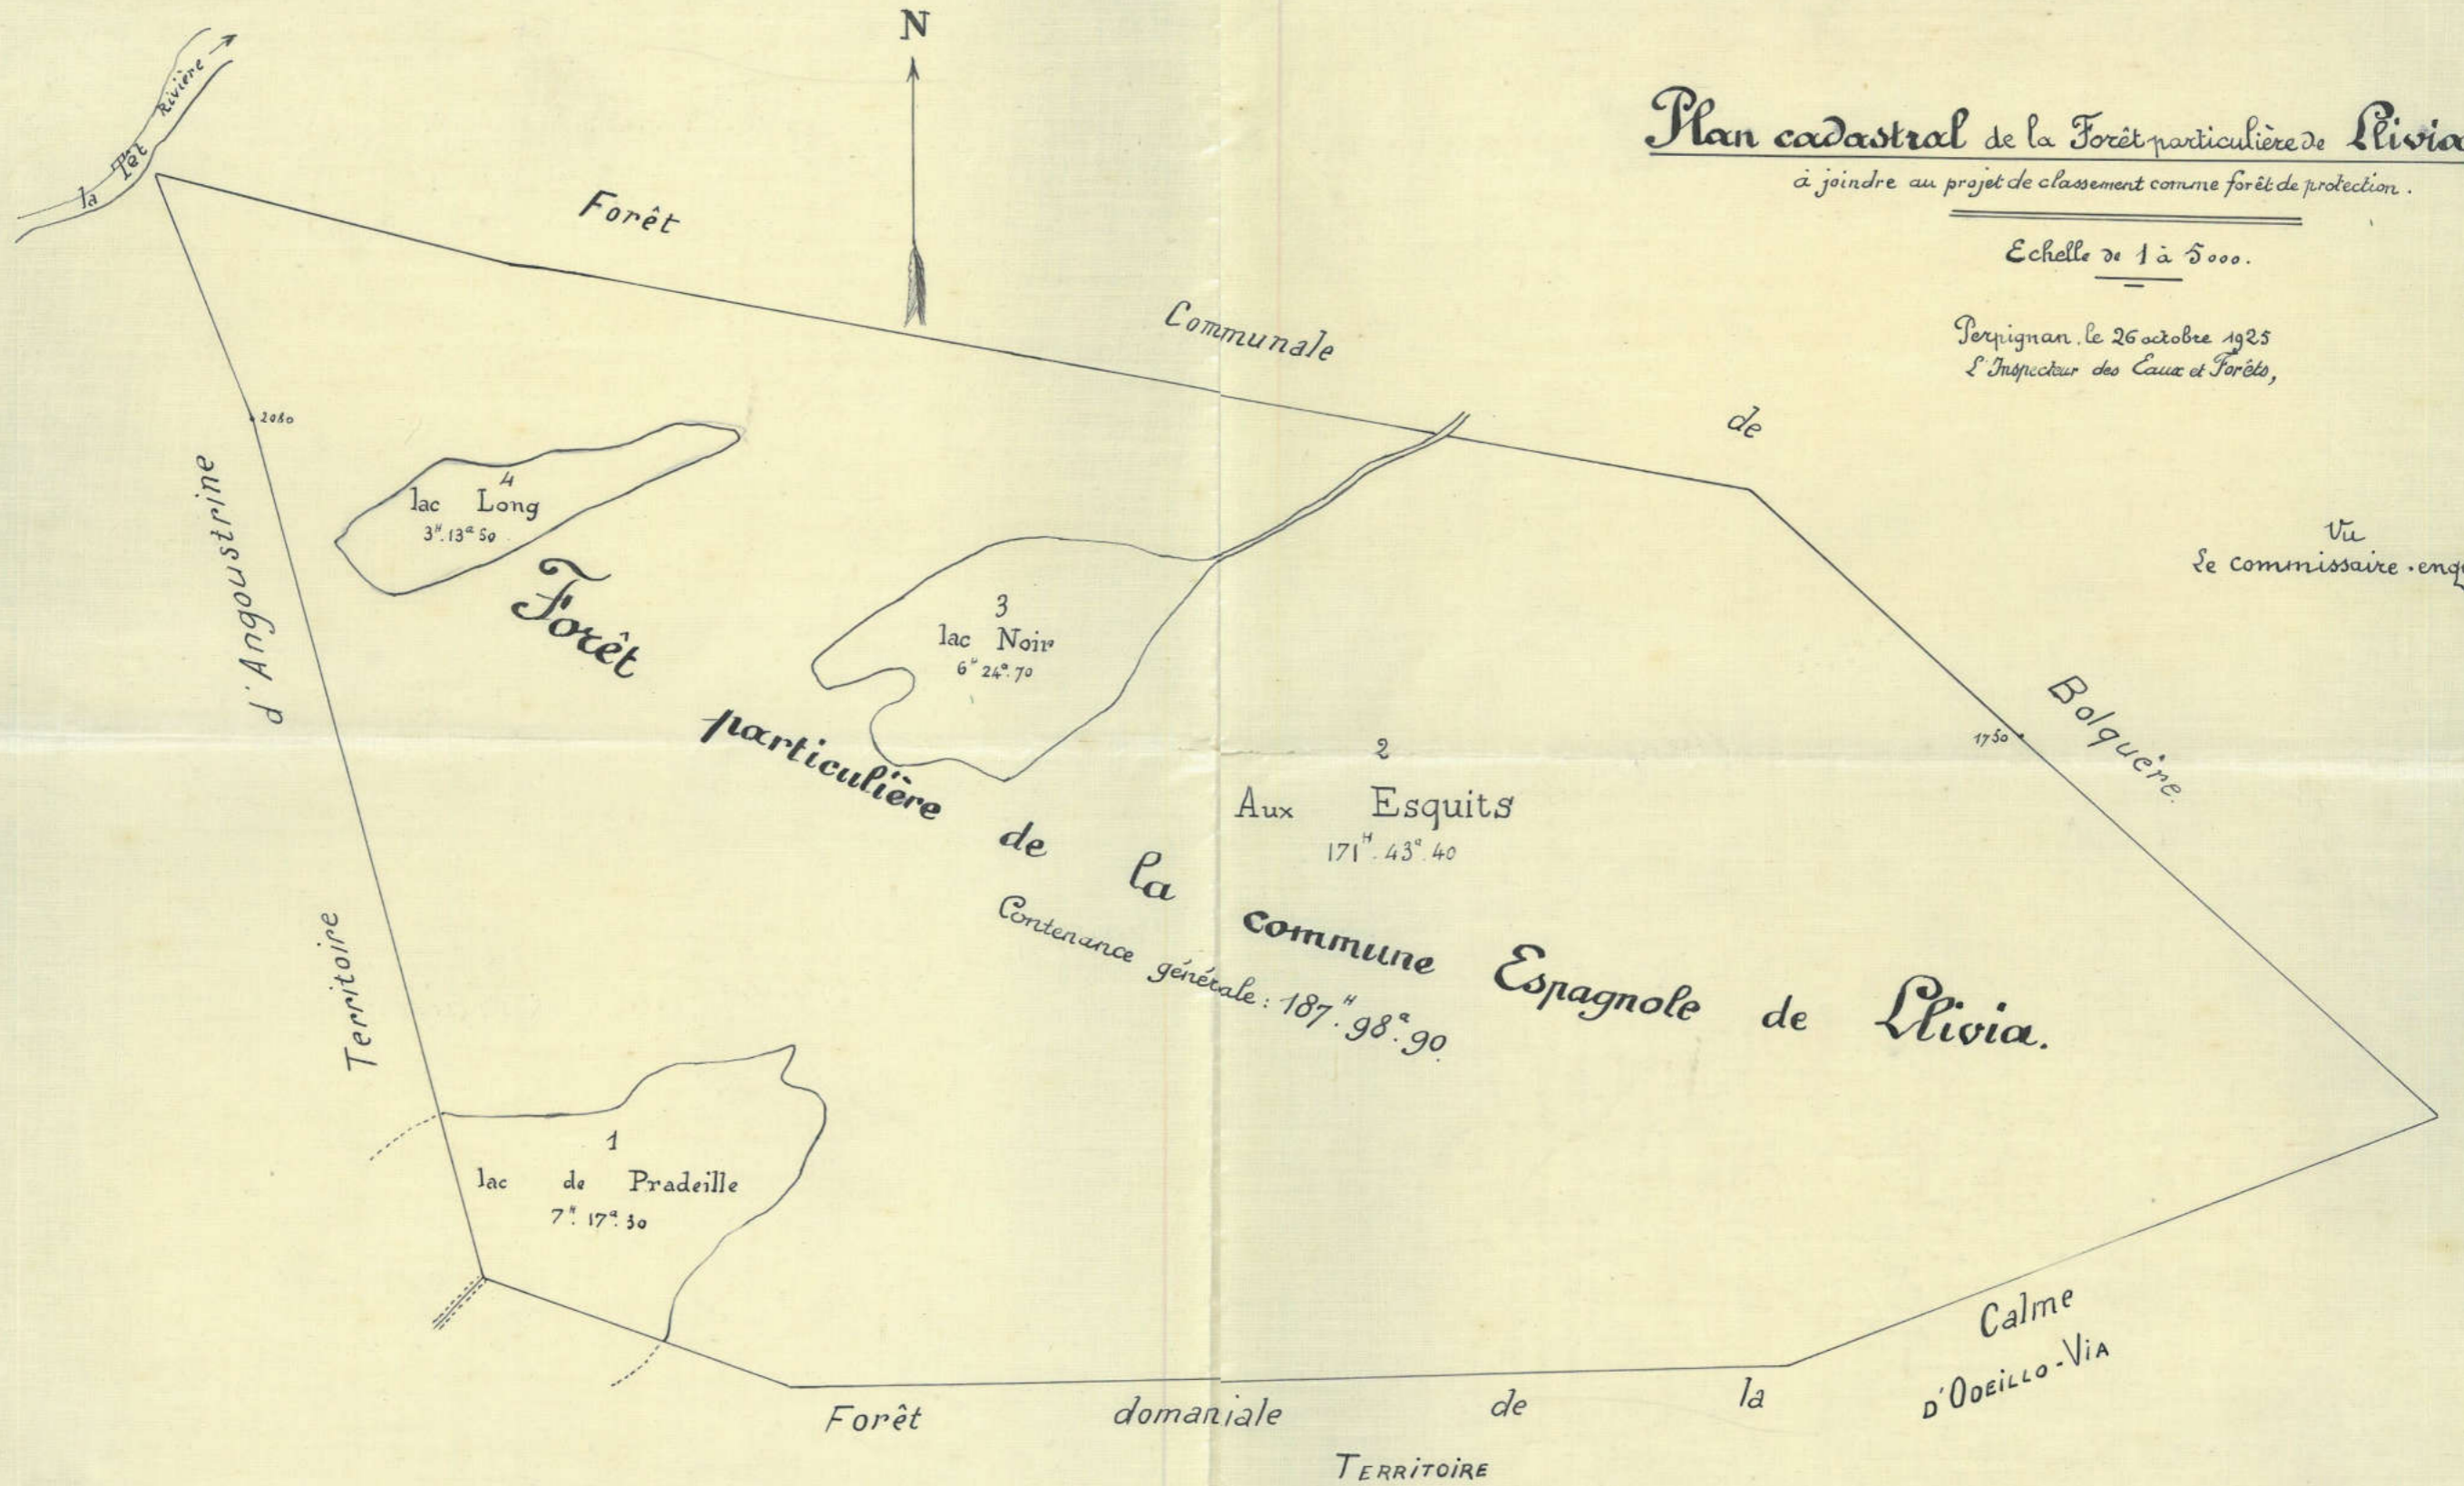 N
la Têt Rivière
Plan cadastral de la Forêt particulière de Llivia
à joindre au projet de classement comme forêt de protection.
Echelle de 1 à 5000.
Perpignan, le 26 octobre 1925
L'Inspecteur des Eaux et Forêts,
Vu
Le commissaire-enq
Forêt Communale de Bolquère.
2080
4
lac Long
3H.13a.50
3
lac Noir
6H 24a.70
1750
2
Aux Esquits
171H.43a.40
Forêt particulière de la commune Espagnole de Llivia.
Contenance générale: 187H.98a.90.
Territoire d'Angoustrine
1
lac de Pradeille
7H.17a.30
Forêt domaniale de la Calme
TERRITOIRE D'ODEILLO-VIA